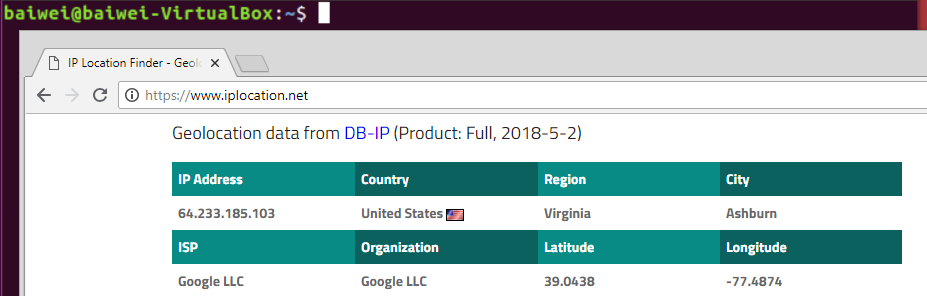 baiwei@baiwei-VirtualBox:~$
IP Location Finder - Geolo
https://www.iplocation.net
Geolocation data from DB-IP (Product: Full, 2018-5-2)
IP Address Country Region City
64.233.185.103 United States Virginia Ashburn
ISP Organization Latitude Longitude
Google LLC Google LLC 39.0438 -77.4874